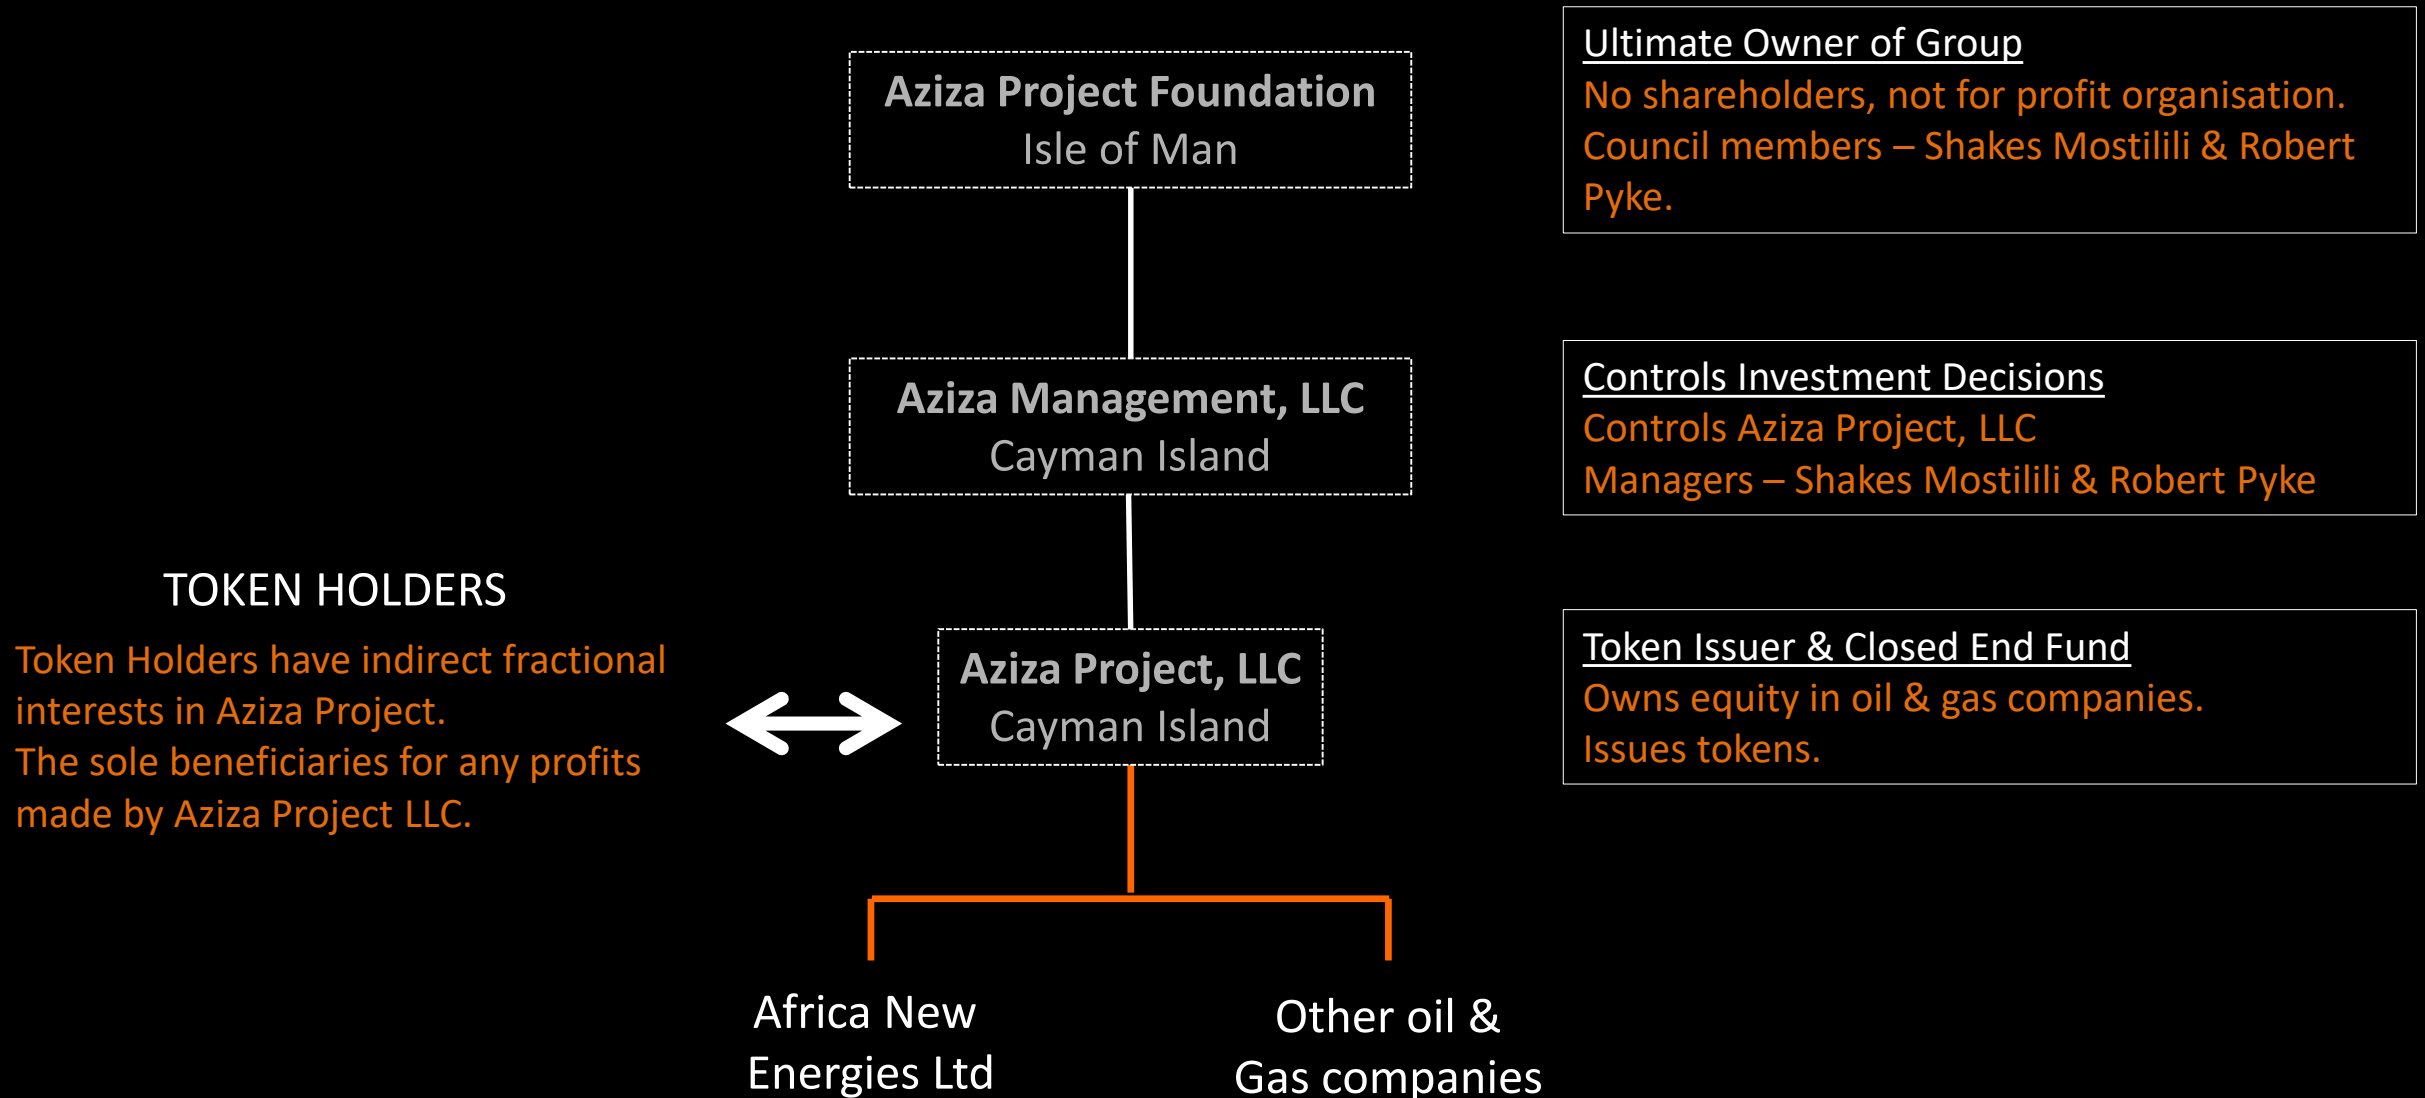 Aziza Project Foundation
Isle of Man
Ultimate Owner of Group
No shareholders, not for profit organisation.
Council members – Shakes Mostilili & Robert
Pyke.
Aziza Management, LLC
Cayman Island
Controls Investment Decisions
Controls Aziza Project, LLC
Managers – Shakes Mostilili & Robert Pyke
TOKEN HOLDERS
Token Holders have indirect fractional
interests in Aziza Project.
The sole beneficiaries for any profits
made by Aziza Project LLC.
Aziza Project, LLC
Cayman Island
Token Issuer & Closed End Fund
Owns equity in oil & gas companies.
Issues tokens.
Africa New
Energies Ltd
Other oil &
Gas companies